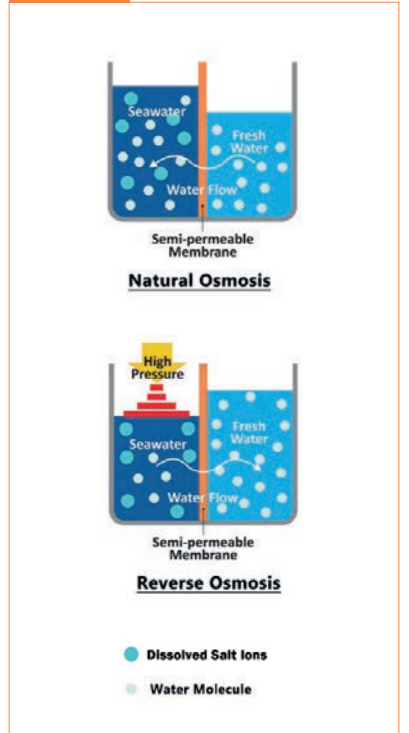 Seawater
Fresh
Water
Water Flow
Semi-permeable
Membrane
Natural Osmosis
High
Pressure
Seawater
Fresh
Water
Water Flow
Semi-permeable
Membrane
Reverse Osmosis
Dissolved Salt Ions
Water Molecule